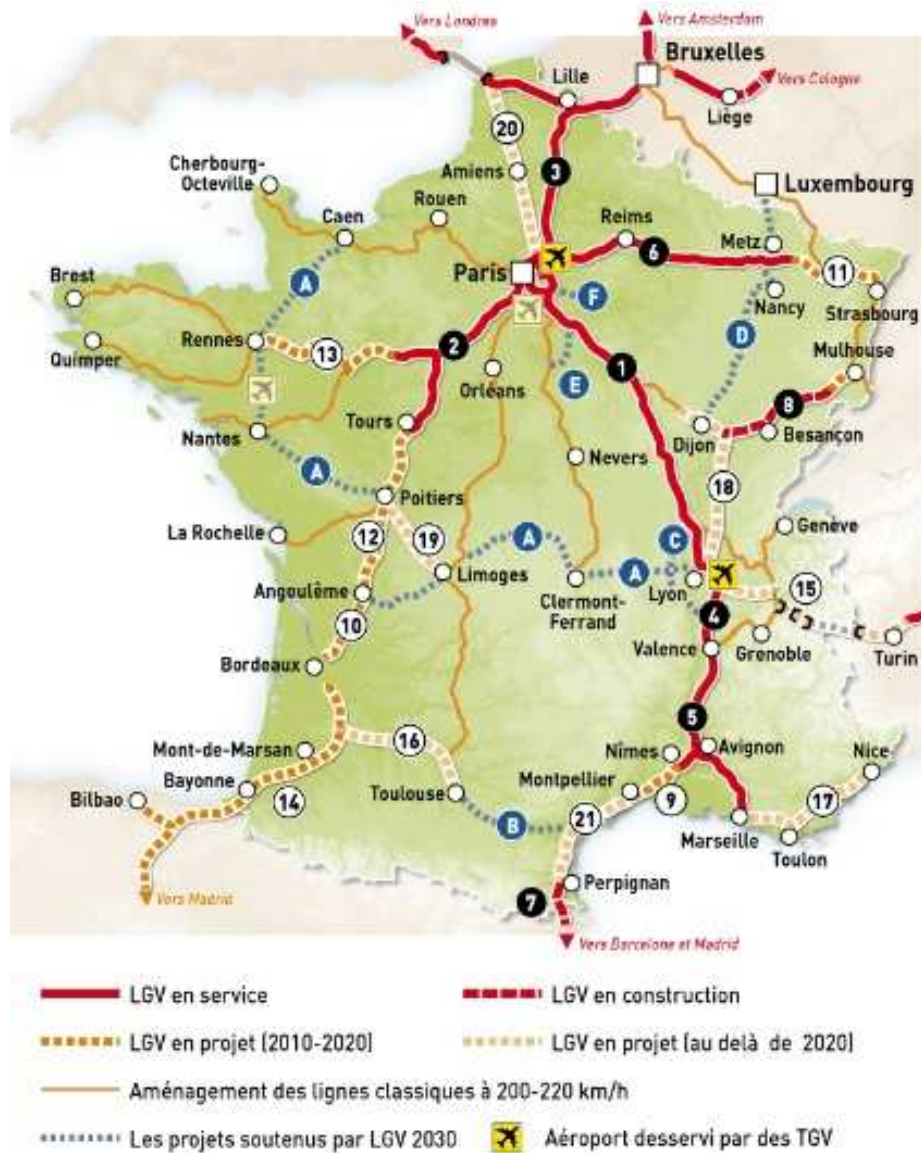 Vers Londres
Vers Amsterdam
Bruxelles
Lille
Vers Cologne
Liège
20
3
Cherbourg-
Octeville
Amiens
Luxembourg
Rouen
Caen
Reims
Metz
6
Brest
A
Paris
11
F
Nancy
Strasbourg
Rennes
2
D
Quimper
13
1
Mulhouse
Orléans
E
8
Tours
Nantes
Dijon
Besançon
Nevers
A
18
Poitiers
La Rochelle
12
19
A
C
Genève
Limoges
A
Angoulême
Clermont-
Ferrand
Lyon
15
10
4
Valence
Grenoble
Turin
Bordeaux
5
16
Avignon
Mont-de-Marsan
Nîmes
Nice
Bayonne
Montpellier
Bilbao
14
Toulouse
9
17
21
B
Marseille
Toulon
Vers Madrid
7
Perpignan
Vers Barcelone et Madrid
LGV en service
LGV en construction
LGV en projet (2010-2020)
LGV en projet (au delà de 2020)
Aménagement des lignes classiques à 200-220 km/h
Les projets soutenus par LGV 2030
Aéroport desservi par des TGV